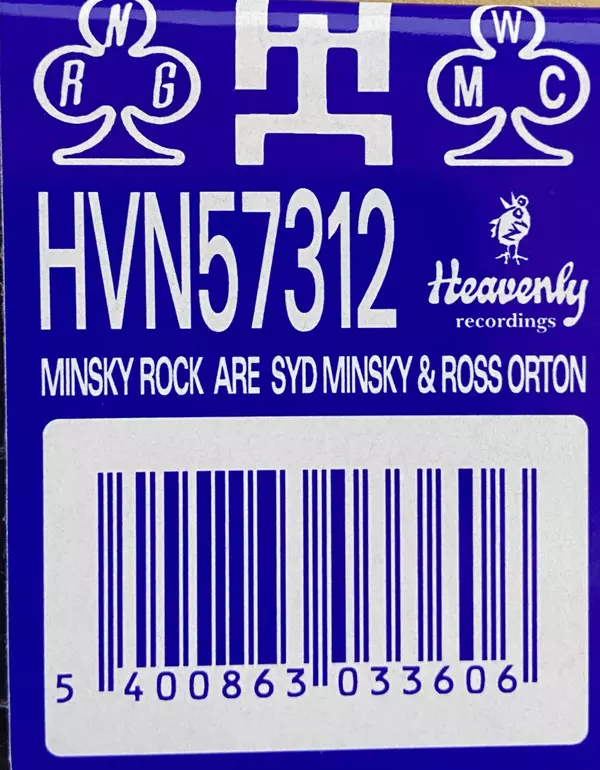 N
R G
W
M C
HVN57312
Heavenly
recordings
MINSKY ROCK ARE SYD MINSKY & ROSS ORTON
5 400863 033606